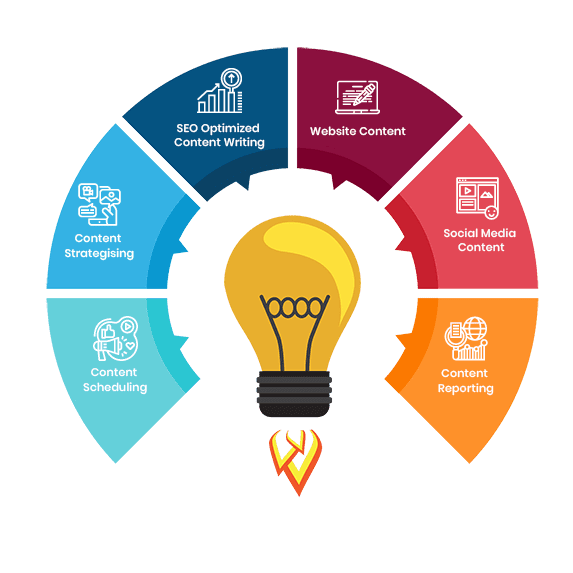 SEO Optimized
Content Writing
Website Content
Content
Strategising
Social Media
Content
Content
Scheduling
Content
Reporting